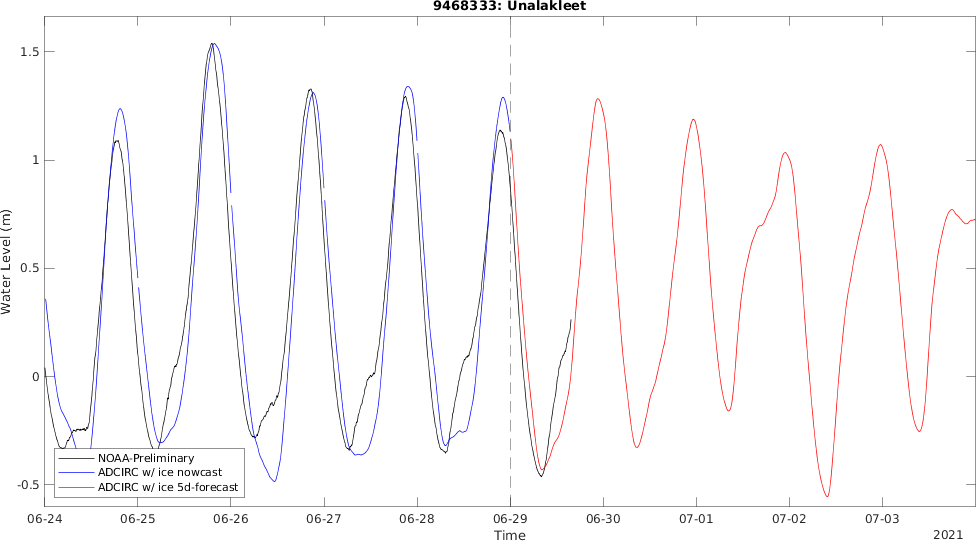 9468333: Unalakleet
Water Level (m)
1.5
1
0.5
0
-0.5
NOAA-Preliminary
ADCIRC w/ ice nowcast
ADCIRC w/ ice 5d-forecast
06-24 06-25 06-26 06-27 06-28 06-29 06-30 07-01 07-02 07-03
Time
2021